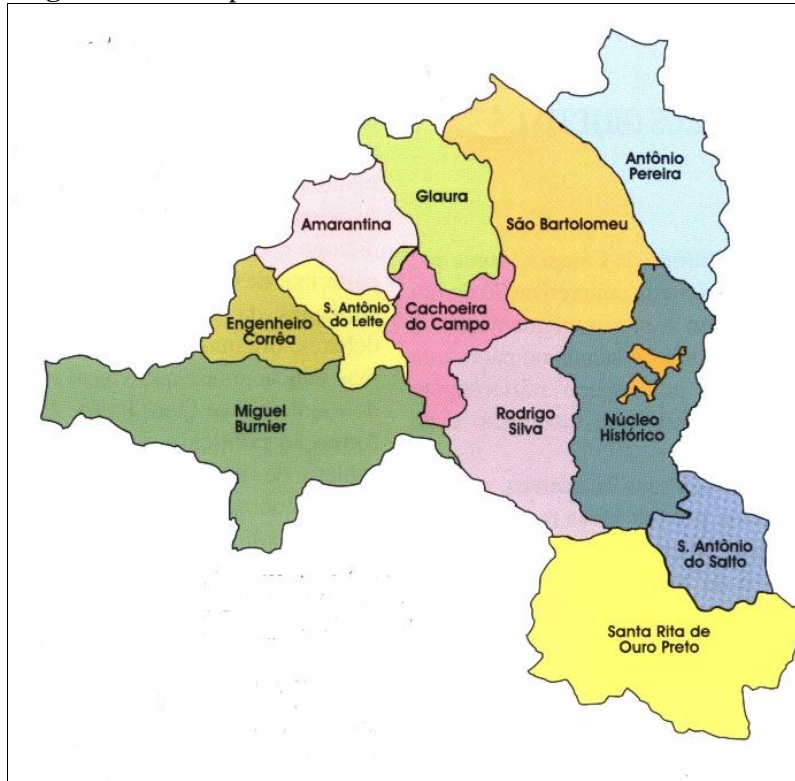 Antônio
Pereira
Glaura
São Bartolomeu
Amarantina
S. Antônio
do Leite
Cachoeira
do Campo
Engenheiro
Corrêa
Miguel
Burnier
Rodrigo
Silva
Núcleo
Histórico
S. Antônio
do Salto
Santa Rita de
Ouro Preto